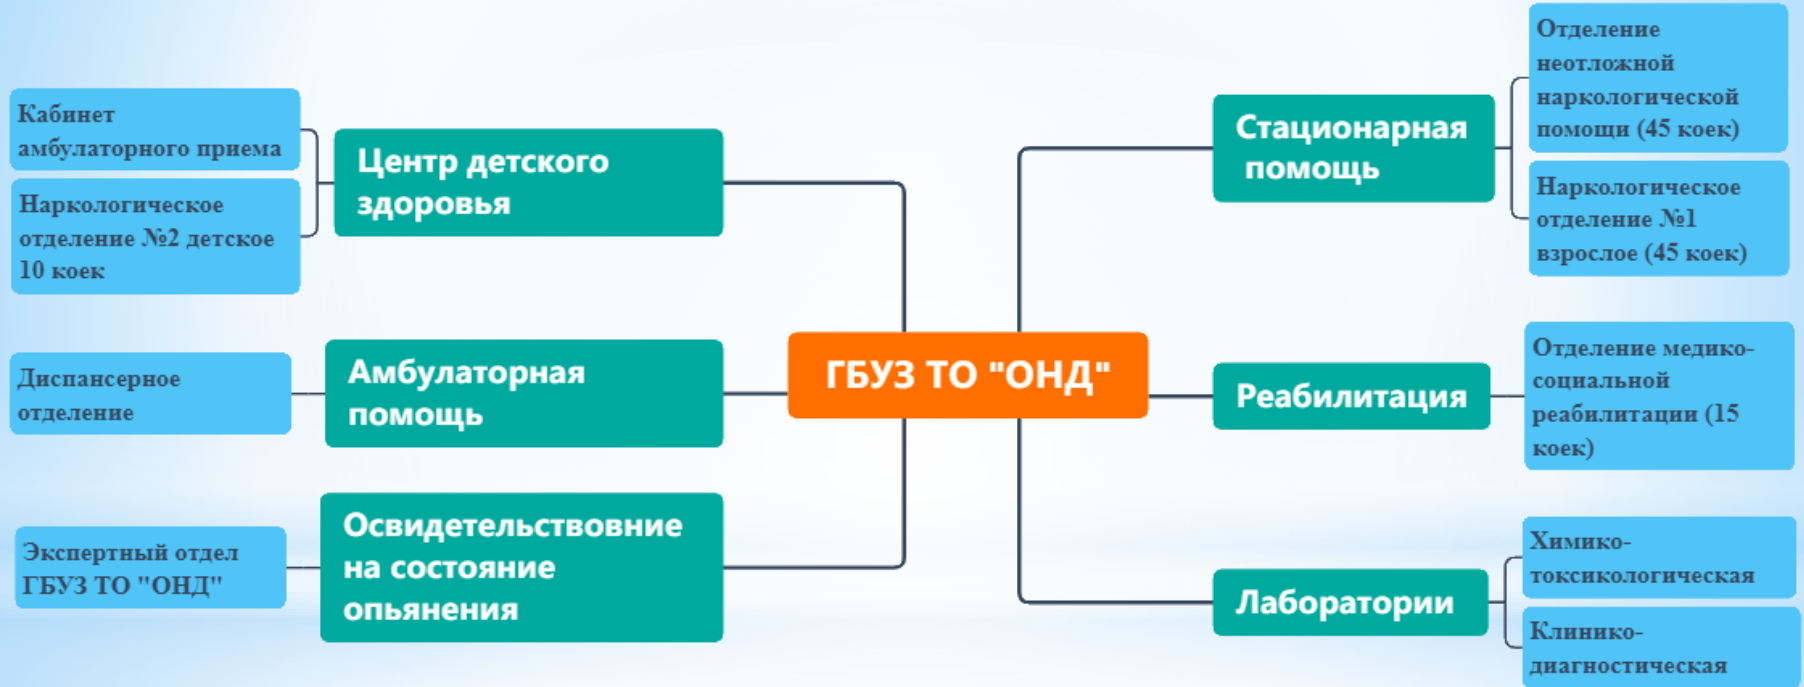 Кабинет
амбулаторного приема
Наркологическое
отделение №2 детское
10 коек
Центр детского
здоровья
Диспансерное
отделение
Амбулаторная
помощь
Экспертный отдел
ГБУЗ ТО "ОНД"
Освидетельствовние
на состояние
опьянения
ГБУЗ ТО "ОНД"
Стационарная
помощь
Отделение
неотложной
наркологической
помощи (45 коек)
Наркологическое
отделение №1
взрослое (45 коек)
Реабилитация
Отделение медико-
социальной
реабилитации (15
коек)
Лаборатории
Химико-
токсикологическая
Клинико-
диагностическая